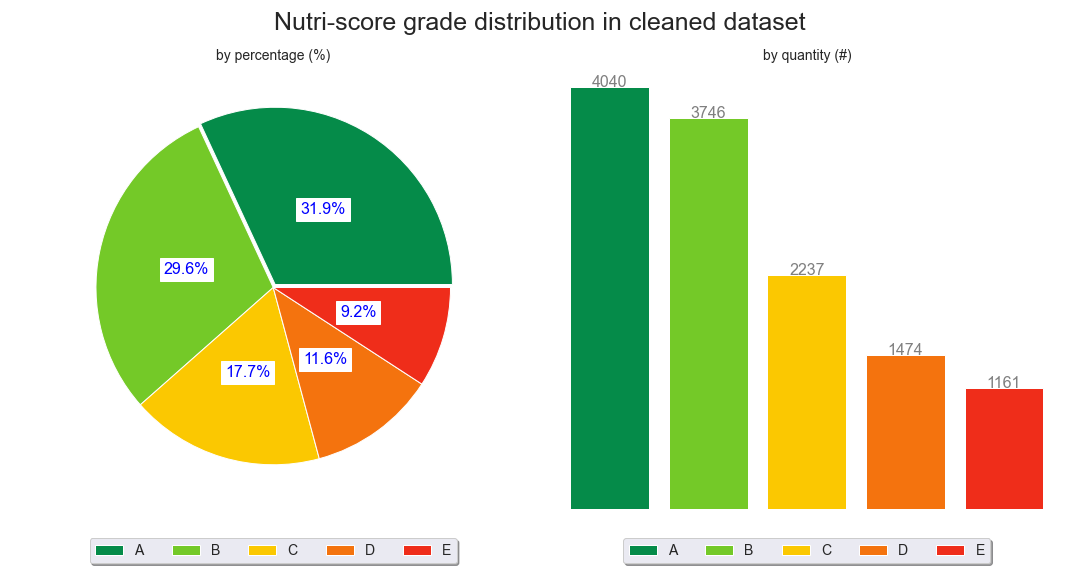 Nutri-score grade distribution in cleaned dataset
by percentage (%)
31.9%
29.6%
9.2%
11.6%
17.7%
A B C D E
by quantity (#)
4040
3746
2237
1474
1161
A B C D E